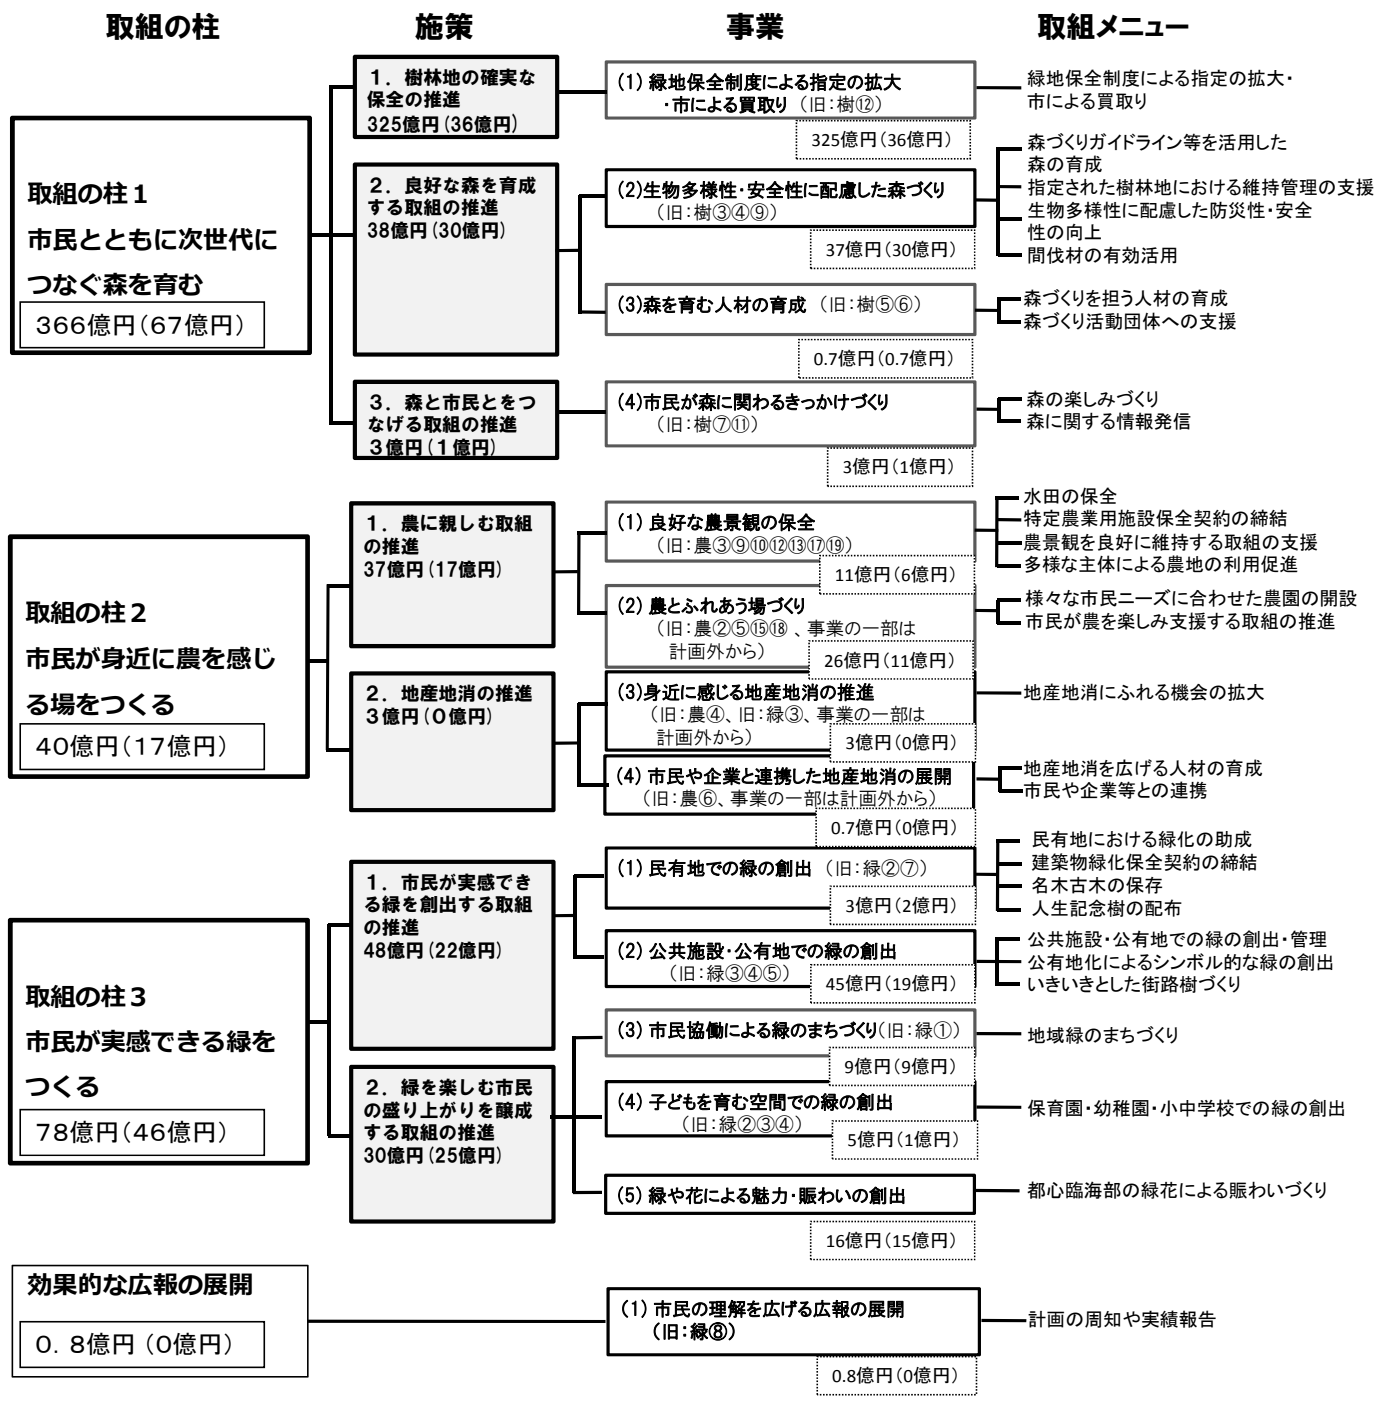 取組の柱
施策
事業
取組メニュー
取組の柱１
市民とともに次世代に
つなぐ森を育む
366億円（67億円）
１．樹林地の確実な
保全の推進
325億円（36億円）
(1) 緑地保全制度による指定の拡大
・市による買取り（旧：樹⑫）
325億円（36億円）
緑地保全制度による指定の拡大・
市による買取り
２．良好な森を育成
する取組の推進
38億円（30億円）
(2)生物多様性・安全性に配慮した森づくり
（旧：樹③④⑨）
37億円（30億円）
森づくりガイドライン等を活用した
森の育成
指定された樹林地における維持管理の支援
生物多様性に配慮した防災性・安全
性の向上
間伐材の有効活用
(3)森を育む人材の育成（旧：樹⑤⑥）
0.7億円（0.7億円）
森づくりを担う人材の育成
森づくり活動団体への支援
３．森と市民とをつ
なげる取組の推進
３億円（１億円）
(4)市民が森に関わるきっかけづくり
（旧：樹⑦⑪）
3億円（1億円）
森の楽しみづくり
森に関する情報発信
取組の柱２
市民が身近に農を感じ
る場をつくる
40億円（17億円）
１．農に親しむ取組
の推進
37億円（17億円）
(1) 良好な農景観の保全
（旧：農③⑨⑩⑫⑬⑰⑲）
11億円（6億円）
水田の保全
特定農業用施設保全契約の締結
農景観を良好に維持する取組の支援
多様な主体による農地の利用促進
(2) 農とふれあう場づくり
（旧：農②⑤⑮⑱ 、事業の一部は
計画外から）
26億円（11億円）
様々な市民ニーズに合わせた農園の開設
市民が農を楽しみ支援する取組の推進
２．地産地消の推進
３億円（０億円）
(3)身近に感じる地産地消の推進
（旧：農④、旧：緑③、事業の一部は
計画外から）
3億円（0億円）
地産地消にふれる機会の拡大
(4) 市民や企業と連携した地産地消の展開
（旧：農⑥、事業の一部は計画外から）
0.7億円（0億円）
地産地消を広げる人材の育成
市民や企業等との連携
取組の柱３
市民が実感できる緑を
つくる
78億円（46億円）
１．市民が実感でき
る緑を創出する取組
の推進
48億円（22億円）
(1) 民有地での緑の創出（旧：緑②⑦）
3億円（2億円）
民有地における緑化の助成
建築物緑化保全契約の締結
名木古木の保存
人生記念樹の配布
(2) 公共施設・公有地での緑の創出
（旧：緑③④⑤）
45億円（19億円）
公共施設・公有地での緑の創出・管理
公有地化によるシンボル的な緑の創出
いきいきとした街路樹づくり
２．緑を楽しむ市民
の盛り上がりを醸成
する取組の推進
30億円（25億円）
(3) 市民協働による緑のまちづくり（旧：緑①）
9億円（9億円）
地域緑のまちづくり
(4) 子どもを育む空間での緑の創出
（旧：緑②③④）
5億円（1億円）
保育園・幼稚園・小中学校での緑の創出
(5) 緑や花による魅力・賑わいの創出
16億円（15億円）
都心臨海部の緑花による賑わいづくり
効果的な広報の展開
０．８億円（０億円）
(1) 市民の理解を広げる広報の展開
（旧：緑⑧）
0.8億円（0億円）
計画の周知や実績報告